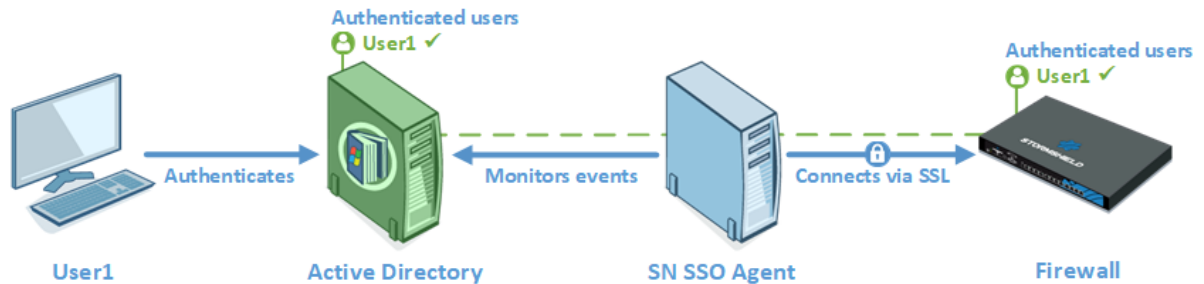 Authenticated users
User1 ✓
Authenticated users
User1 ✓
STORMSHIELD
Authenticates
Monitors events
Connects via SSL
User1
Active Directory
SN SSO Agent
Firewall